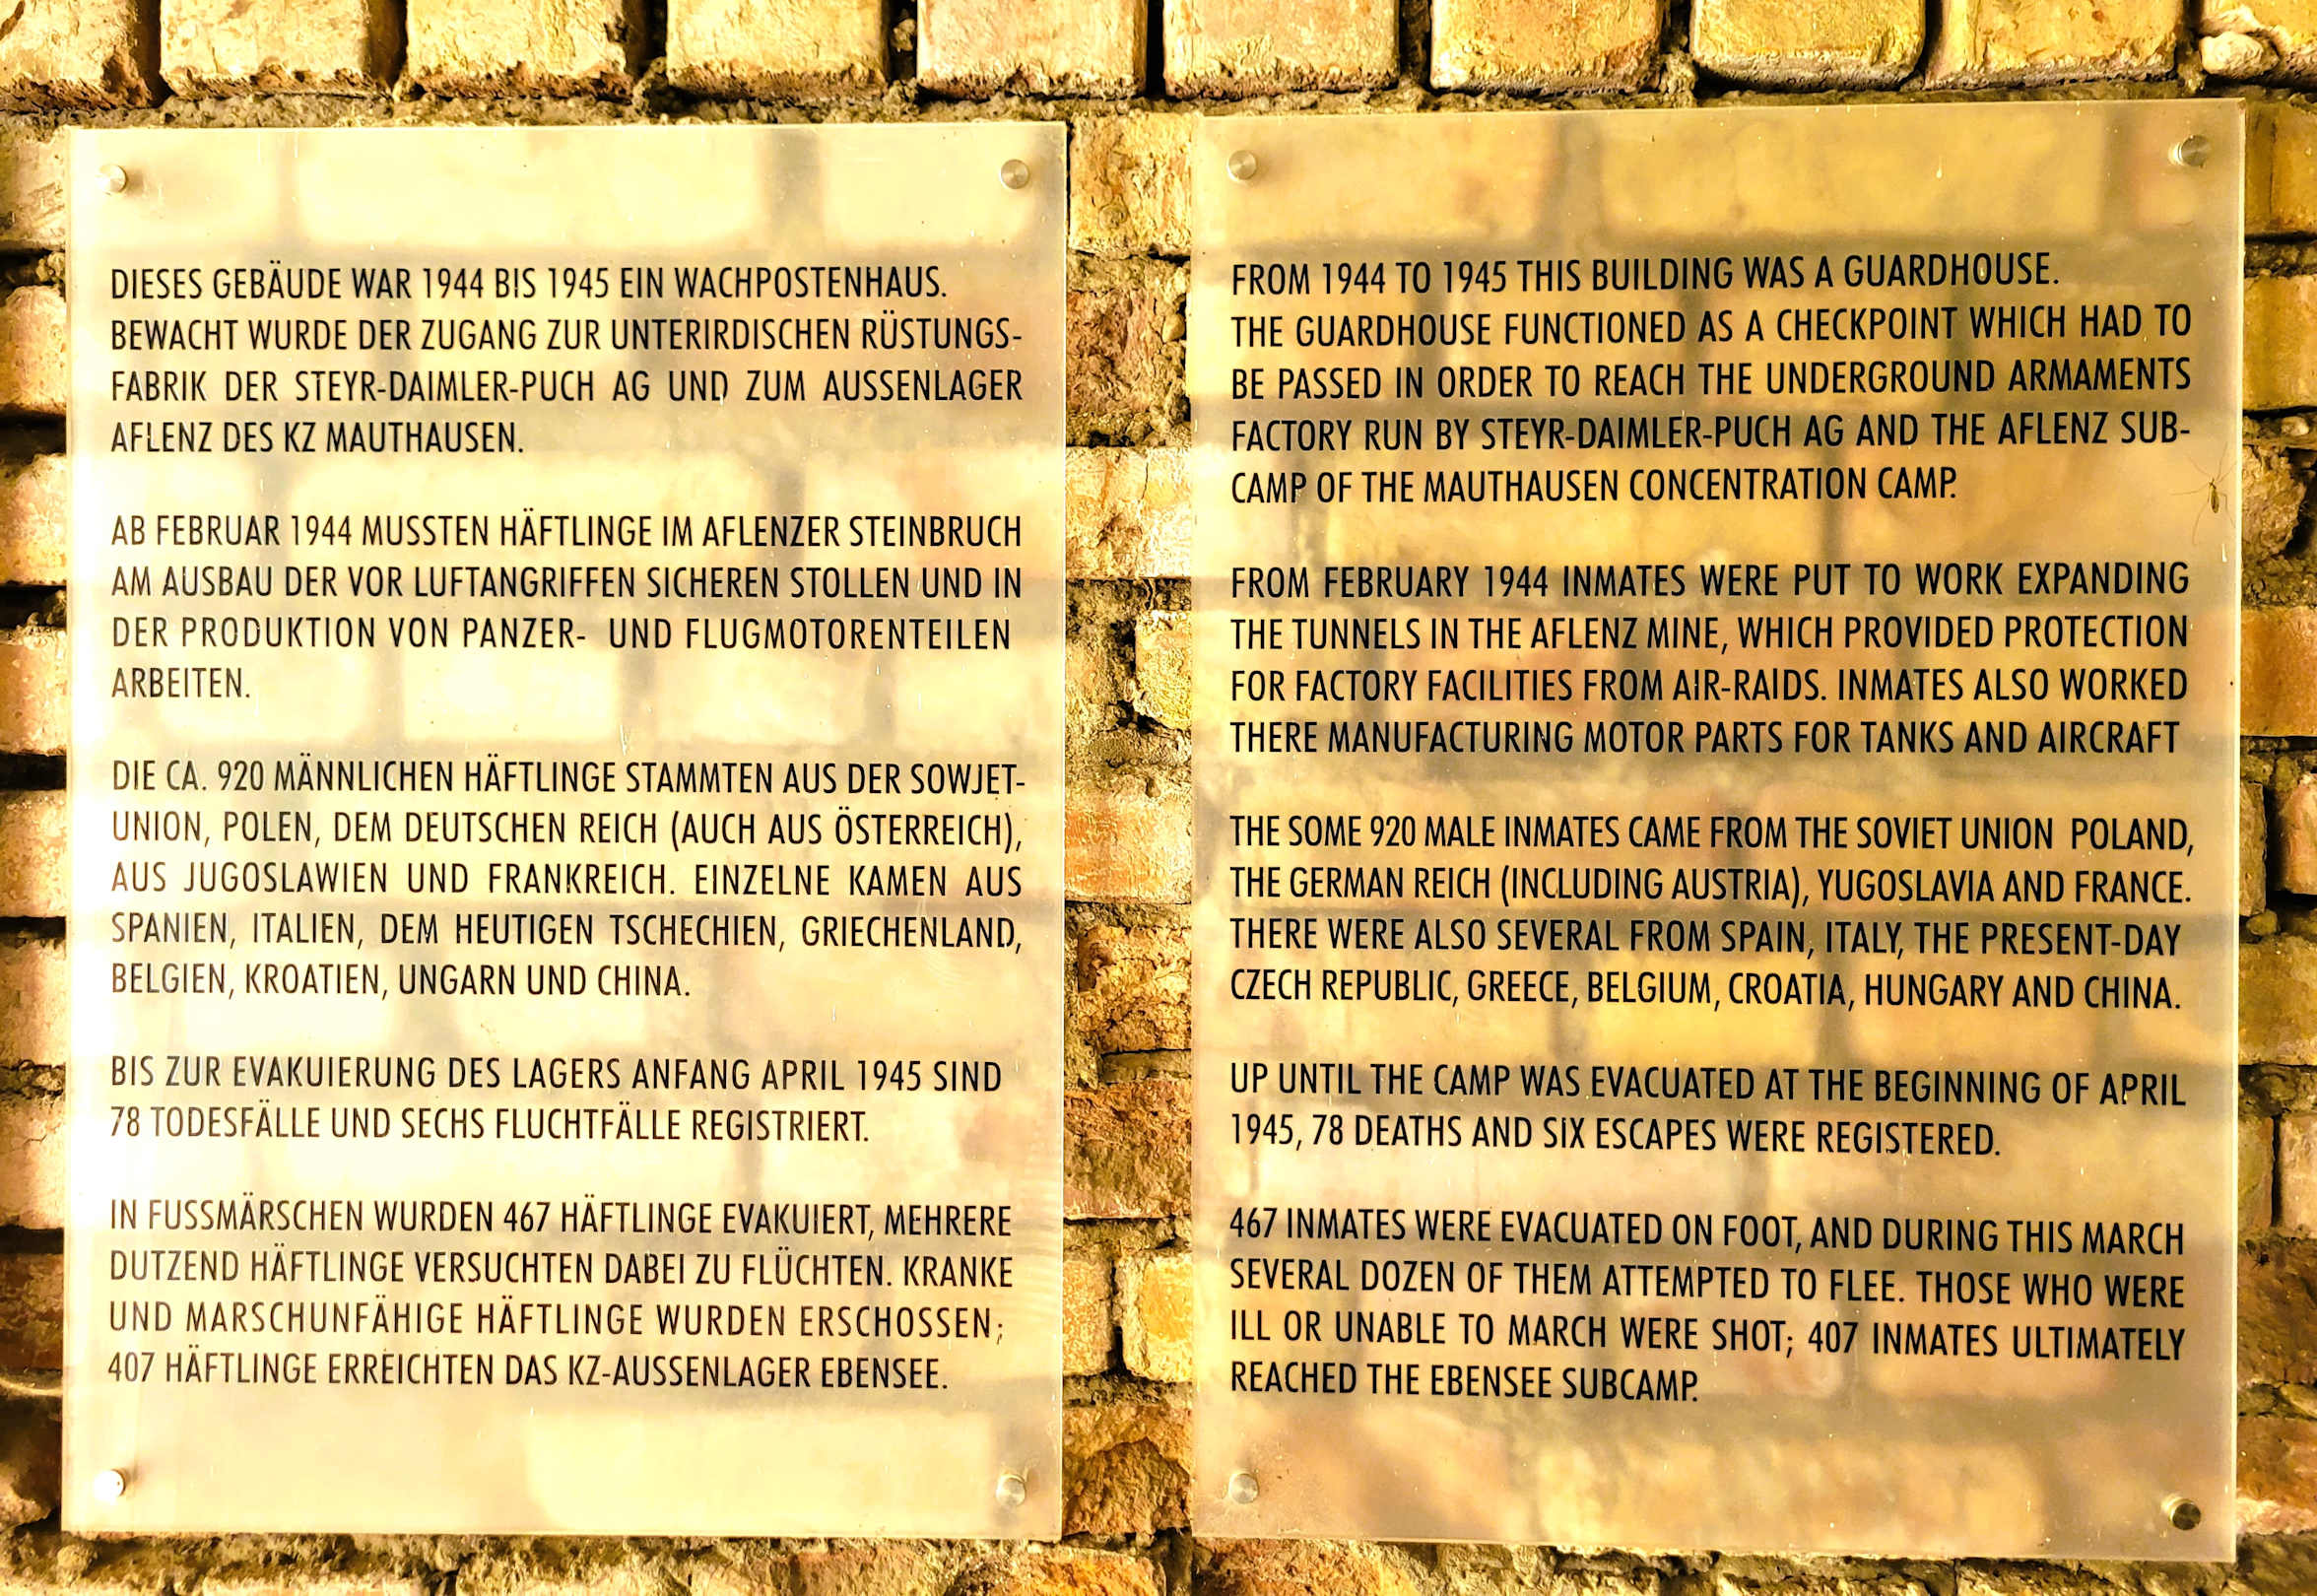 DIESES GEBÄUDE WAR 1944 BIS 1945 EIN WACHPOSTENHAUS.
BEWACHT WURDE DER ZUGANG ZUR UNTERIRDISCHEN RÜSTUNGS-
FABRIK DER STEYR-DAIMLER-PUCH AG UND ZUM AUSSENLAGER
AFLENZ DES KZ MAUTHAUSEN.
AB FEBRUAR 1944 MUSSTEN HÄFTLINGE IM AFLENZER STEINBRUCH
AM AUSBAU DER VOR LUFTANGRIFFEN SICHEREN STOLLEN UND IN
DER PRODUKTION VON PANZER- UND FLUGMOTORENTEILEN
ARBEITEN.
DIE CA. 920 MÄNNLICHEN HÄFTLINGE STAMMTEN AUS DER SOWJET-
UNION, POLEN, DEM DEUTSCHEN REICH (AUCH AUS ÖSTERREICH),
AUS JUGOSLAWIEN UND FRANKREICH. EINZELNE KAMEN AUS
SPANIEN, ITALIEN, DEM HEUTIGEN TSCHECHIEN, GRIECHENLAND,
BELGIEN, KROATIEN, UNGARN UND CHINA.
BIS ZUR EVAKUIERUNG DES LAGERS ANFANG APRIL 1945 SIND
78 TODESFÄLLE UND SECHS FLUCHTFÄLLE REGISTRIERT.
IN FUSSMÄRSCHEN WURDEN 467 HÄFTLINGE EVAKUIERT, MEHRERE
DUTZEND HÄFTLINGE VERSUCHTEN DABEI ZU FLÜCHTEN. KRANKE
UND MARSCHUNFÄHIGE HÄFTLINGE WURDEN ERSCHOSSEN;
407 HÄFTLINGE ERREICHTEN DAS KZ-AUSSENLAGER EBENSEE.
FROM 1944 TO 1945 THIS BUILDING WAS A GUARDHOUSE.
THE GUARDHOUSE FUNCTIONED AS A CHECKPOINT WHICH HAD TO
BE PASSED IN ORDER TO REACH THE UNDERGROUND ARMAMENTS
FACTORY RUN BY STEYR-DAIMLER-PUCH AG AND THE AFLENZ SUB-
CAMP OF THE MAUTHAUSEN CONCENTRATION CAMP.
FROM FEBRUARY 1944 INMATES WERE PUT TO WORK EXPANDING
THE TUNNELS IN THE AFLENZ MINE, WHICH PROVIDED PROTECTION
FOR FACTORY FACILITIES FROM AIR-RAIDS. INMATES ALSO WORKED
THERE MANUFACTURING MOTOR PARTS FOR TANKS AND AIRCRAFT
THE SOME 920 MALE INMATES CAME FROM THE SOVIET UNION POLAND,
THE GERMAN REICH (INCLUDING AUSTRIA), YUGOSLAVIA AND FRANCE.
THERE WERE ALSO SEVERAL FROM SPAIN, ITALY, THE PRESENT-DAY
CZECH REPUBLIC, GREECE, BELGIUM, CROATIA, HUNGARY AND CHINA.
UP UNTIL THE CAMP WAS EVACUATED AT THE BEGINNING OF APRIL
1945, 78 DEATHS AND SIX ESCAPES WERE REGISTERED.
467 INMATES WERE EVACUATED ON FOOT, AND DURING THIS MARCH
SEVERAL DOZEN OF THEM ATTEMPTED TO FLEE. THOSE WHO WERE
ILL OR UNABLE TO MARCH WERE SHOT; 407 INMATES ULTIMATELY
REACHED THE EBENSEE SUBCAMP.